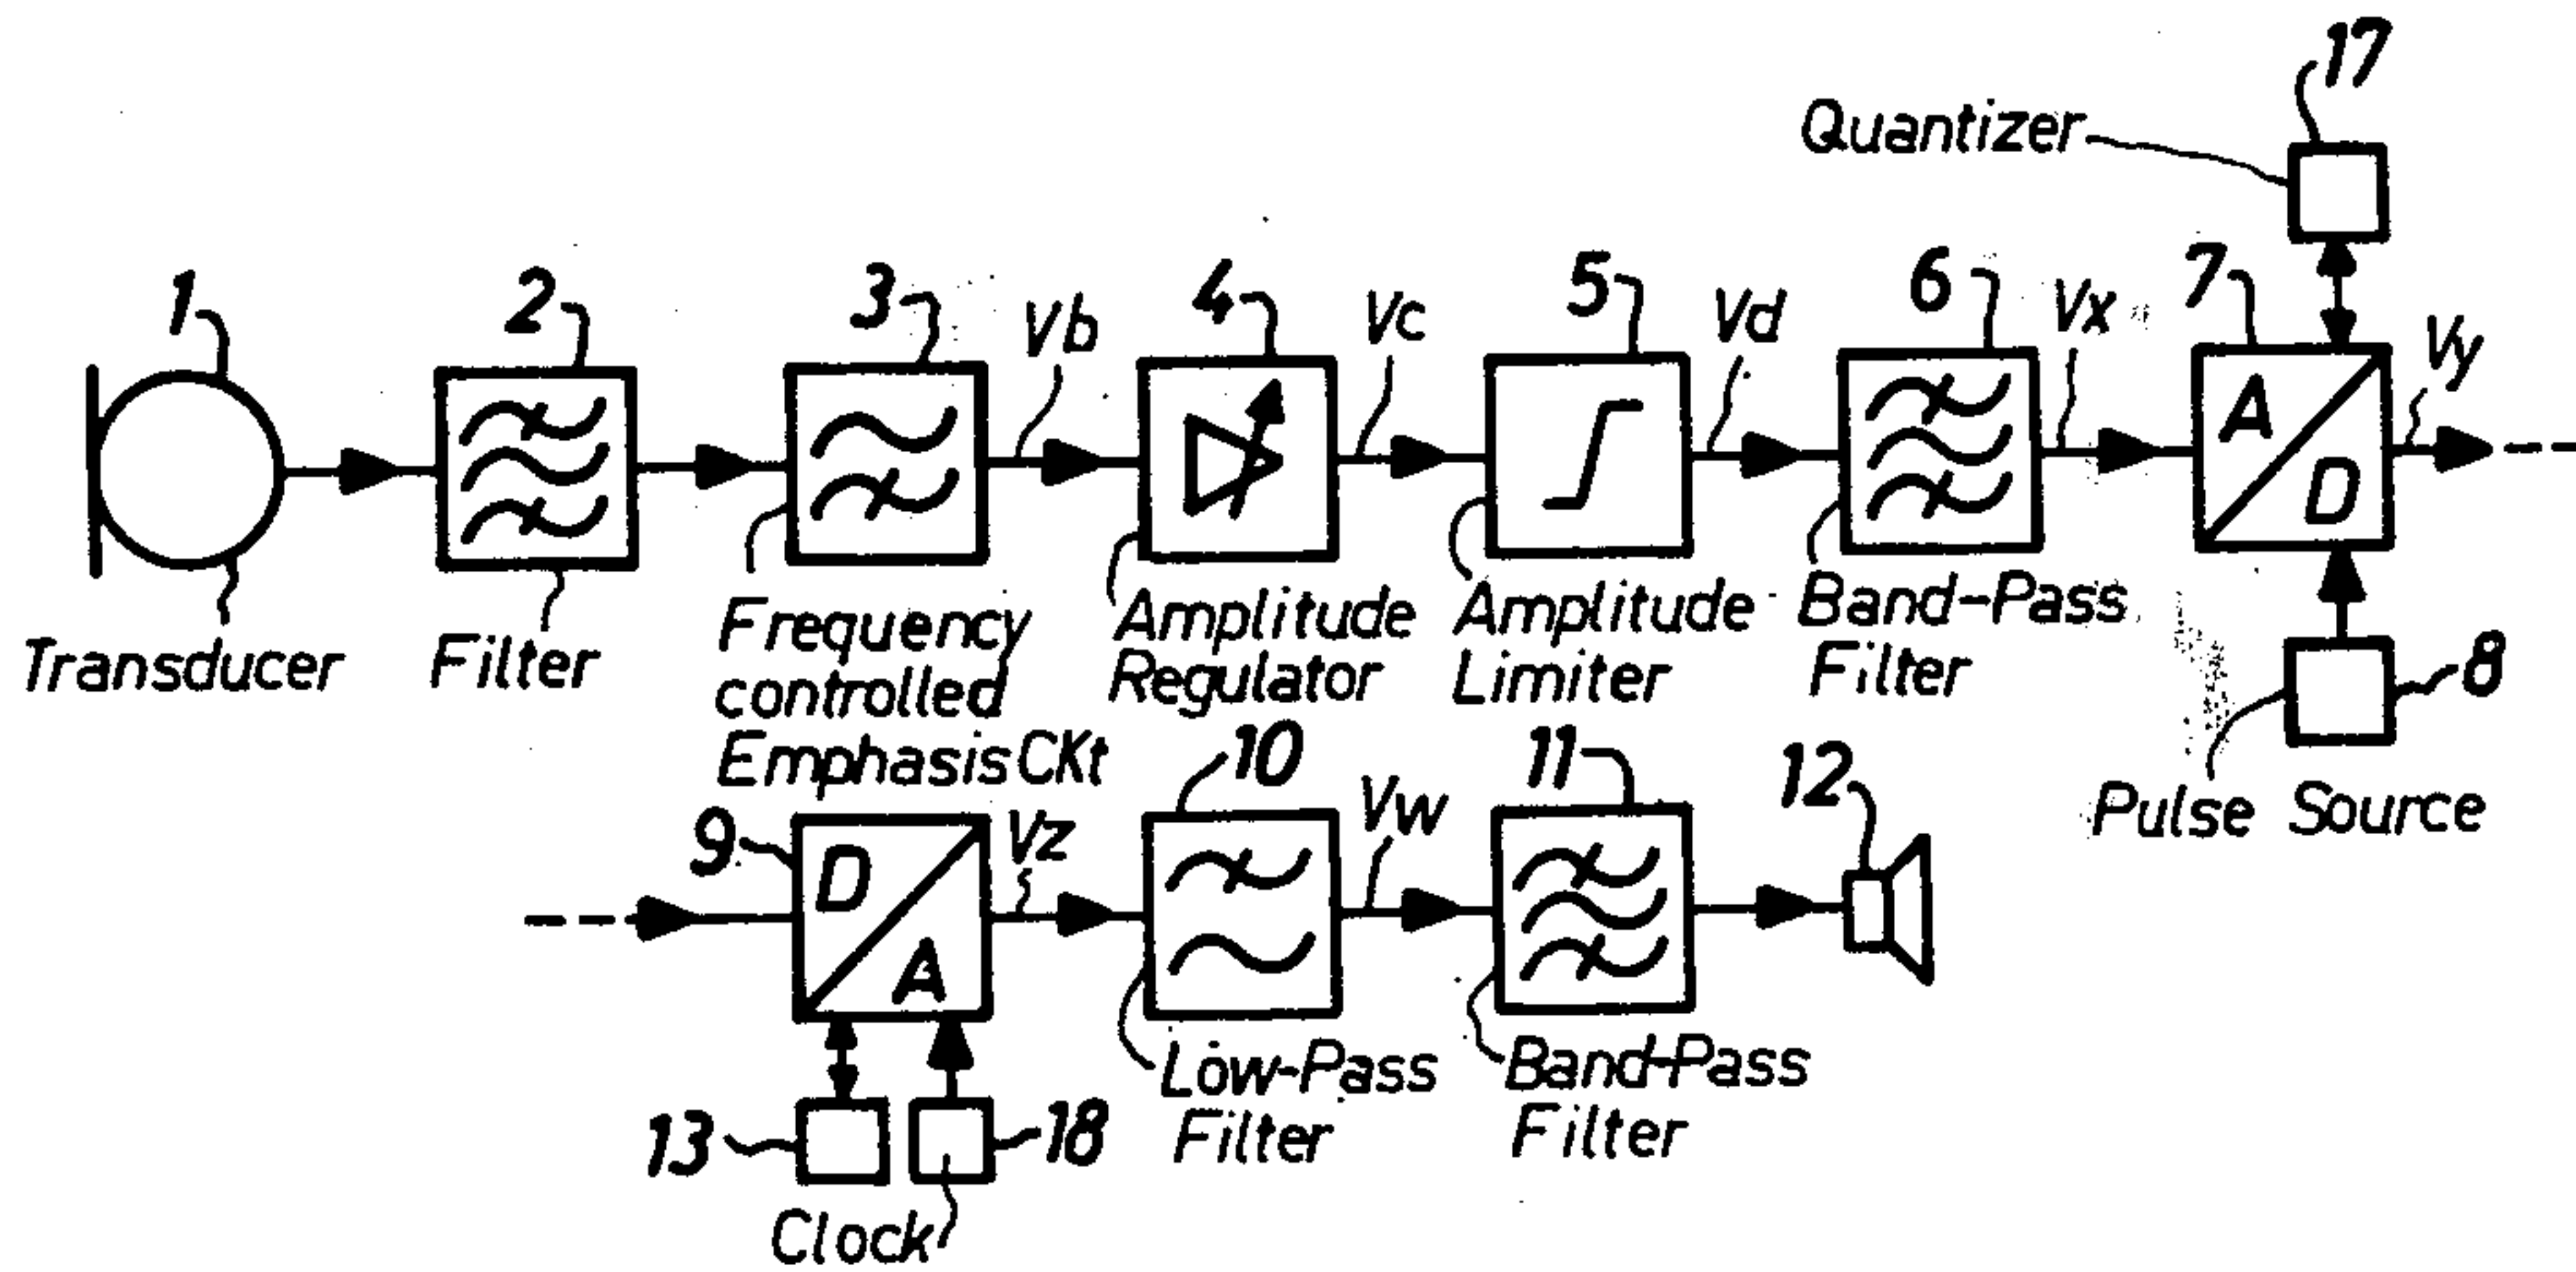 17
Quantizer
1
2
3
Vb
4
Vc
5
Vd
6
Vx
7
Vy
A
D
Transducer
Filter
Frequency
controlled
Emphasis CKt
Amplitude
Regulator
Amplitude
Limiter
Band-Pass
Filter
8
Pulse Source
9
D
A
Vz
10
Vw
11
12
13
18
Clock
Low-Pass
Filter
Band-Pass
Filter